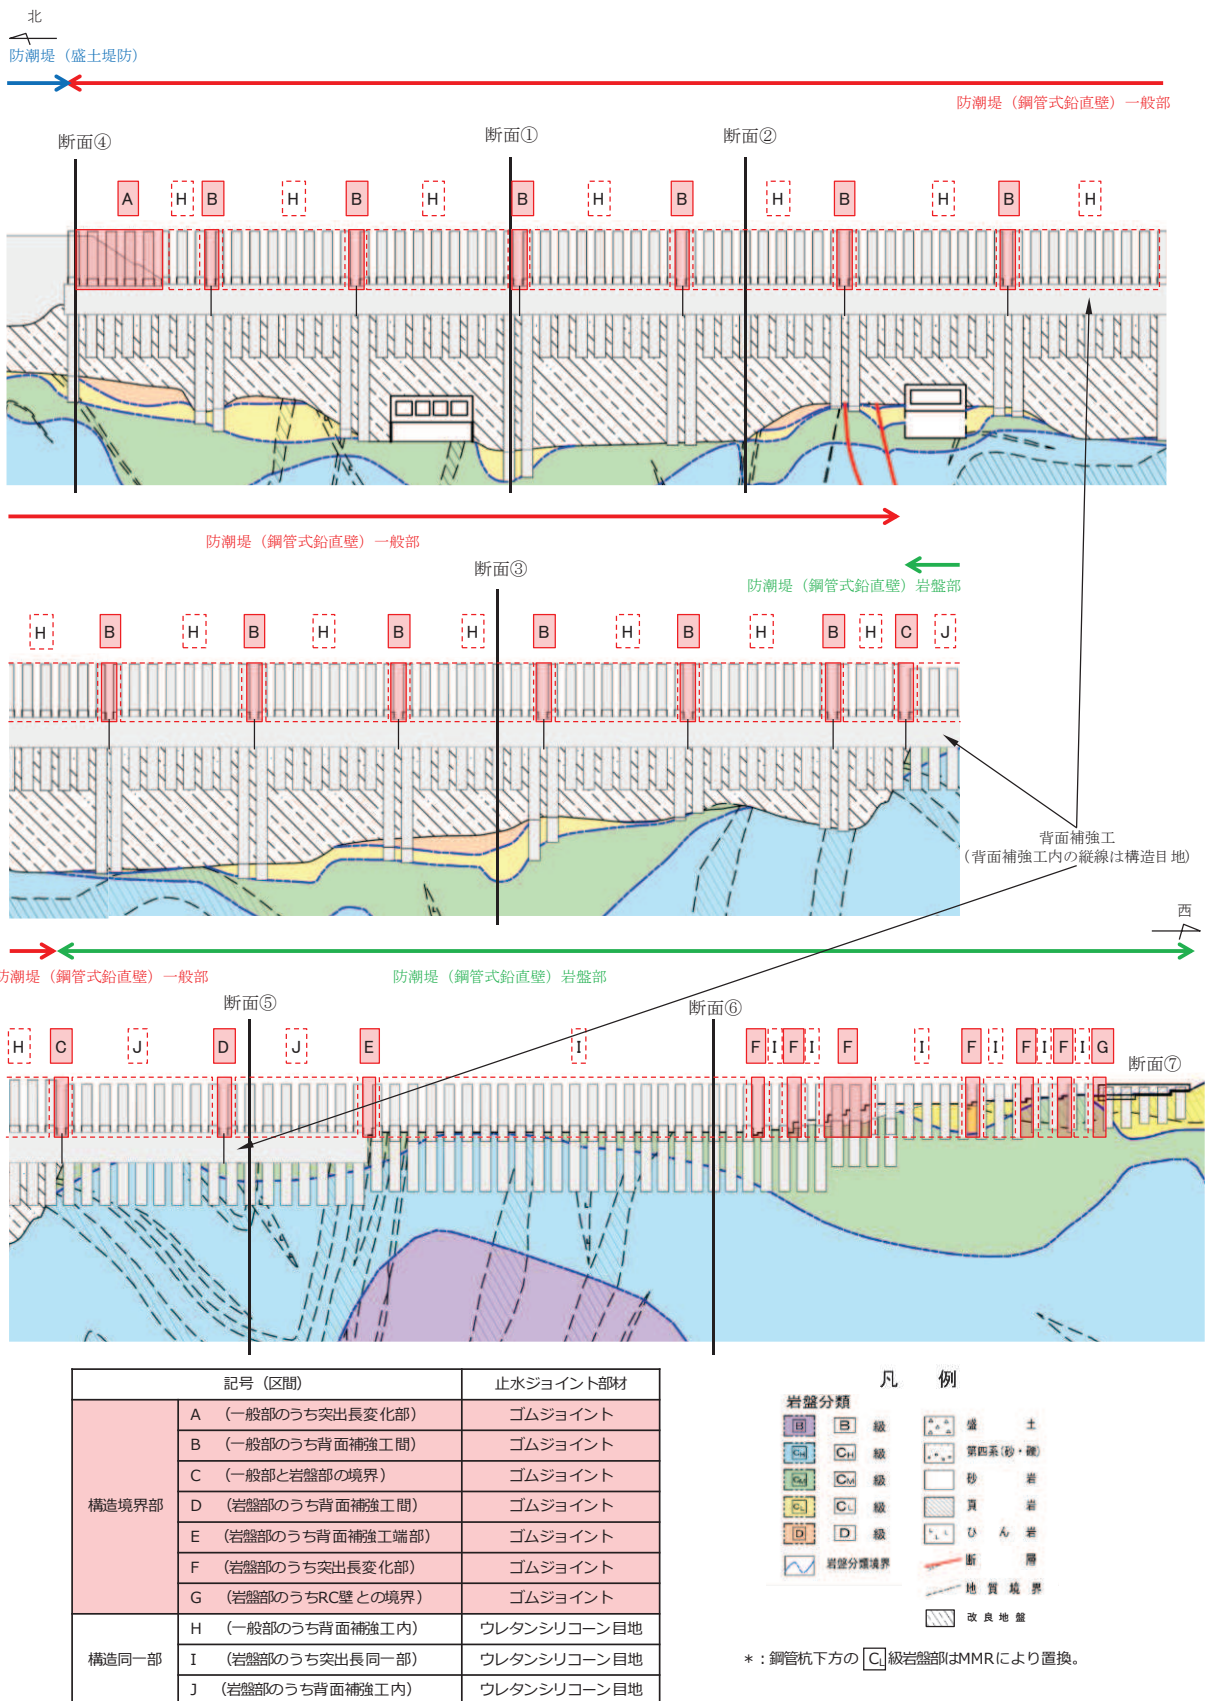 北
防潮堤（盛土堤防）
防潮堤（鋼管式鉛直壁）一般部
断面④
断面①
断面②
A H B H B H B H B H B H B H
防潮堤（鋼管式鉛直壁）一般部
断面③
防潮堤（鋼管式鉛直壁）岩盤部
H B H B H B H B H B H B H C J
背面補強工
（背面補強工内の縦線は構造目地）
西
防潮堤（鋼管式鉛直壁）一般部
防潮堤（鋼管式鉛直壁）岩盤部
断面⑤
断面⑥
H C J D J E I F I F I F I F I F I F I G
断面⑦
記号（区間） 止水ジョイント部材
構造境界部
A （一般部のうち突出長変化部） ゴムジョイント
B （一般部のうち背面補強工間） ゴムジョイント
C （一般部と岩盤部の境界） ゴムジョイント
D （岩盤部のうち背面補強工間） ゴムジョイント
E （岩盤部のうち背面補強工端部） ゴムジョイント
F （岩盤部のうち突出長変化部） ゴムジョイント
G （岩盤部のうちRC壁との境界） ゴムジョイント
構造同一部
H （一般部のうち背面補強工内） ウレタンシリコーン目地
I （岩盤部のうち突出長同一部） ウレタンシリコーン目地
J （岩盤部のうち背面補強工内） ウレタンシリコーン目地
凡 例
岩盤分類
B B 級
CH CH 級
CM CM 級
CL CL 級
D D 級
岩盤分類境界
盛 土
第四系(砂・礫)
砂 岩
頁 岩
ひ ん 岩
断 層
地 質 境 界
改 良 地 盤
＊：鋼管杭下方の CL 級岩盤部はMMRにより置換。